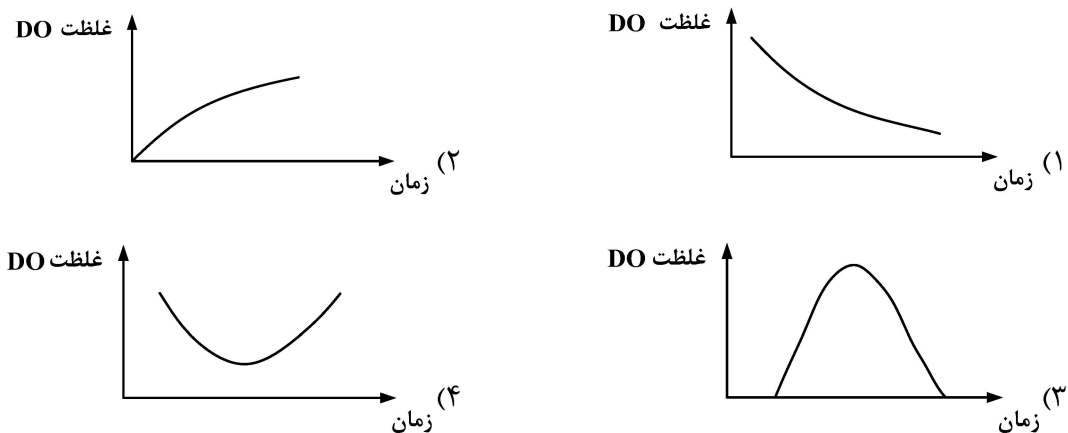 غلظت DO
زمان
۱)
غلظت DO
زمان
۲)
غلظت DO
زمان
۳)
غلظت DO
زمان
۴)